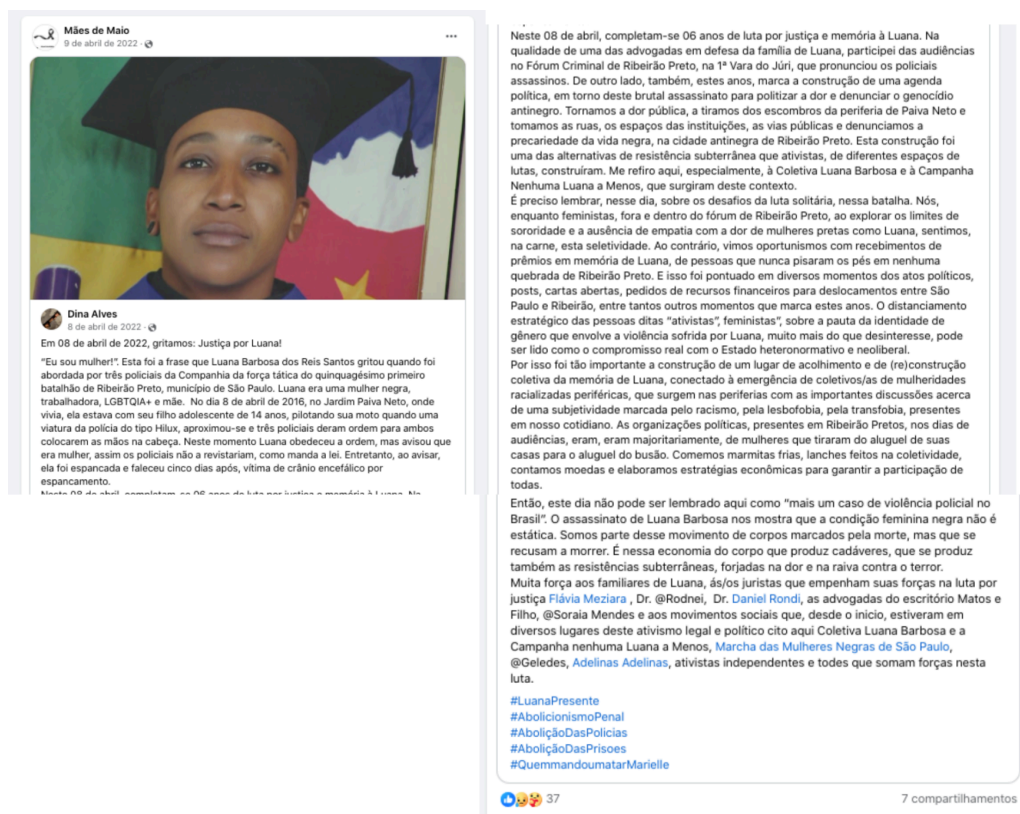 Mães de Maio
9 de abril de 2022 ·
Dina Alves
8 de abril de 2022 ·
Em 08 de abril de 2022, gritamos: Justiça por Luana!
“Eu sou mulher!”. Esta foi a frase que Luana Barbosa dos Reis Santos gritou quando foi
abordada por três policiais da Companhia da força tática do quinquagésimo primeiro
batalhão de Ribeirão Preto, município de São Paulo. Luana era uma mulher negra,
trabalhadora, LGBTQIA+ e mãe. No dia 8 de abril de 2016, no Jardim Paiva Neto, onde
vivia, ela estava com seu filho adolescente de 14 anos, pilotando sua moto quando uma
viatura da polícia do tipo Hilux, aproximou-se e três policiais deram ordem para ambos
colocarem as mãos na cabeça. Neste momento Luana obedeceu a ordem, mas avisou que
era mulher, assim os policiais não a revistariam, como manda a lei. Entretanto, ao avisar,
ela foi espancada e faleceu cinco dias após, vítima de crânio encefálico por
espancamento.
Neste 08 de abril, completam-se 06 anos de luta por justiça e memória à Luana. Na
Neste 08 de abril, completam-se 06 anos de luta por justiça e memória à Luana. Na
qualidade de uma das advogadas em defesa da família de Luana, participei das audiências
no Fórum Criminal de Ribeirão Preto, na 1ª Vara do Júri, que pronunciou os policiais
assassinos. De outro lado, também, estes anos, marca a construção de uma agenda
política, em torno deste brutal assassinato para politizar a dor e denunciar o genocídio
antinegro. Tornamos a dor pública, a tiramos dos escombros da periferia de Paiva Neto e
tomamos as ruas, os espaços das instituições, as vias públicas e denunciamos a
precariedade da vida negra, na cidade antinegra de Ribeirão Preto. Esta construção foi
uma das alternativas de resistência subterrânea que ativistas, de diferentes espaços de
lutas, construíram. Me refiro aqui, especialmente, à Coletiva Luana Barbosa e à Campanha
Nenhuma Luana a Menos, que surgiram deste contexto.
É preciso lembrar, nesse dia, sobre os desafios da luta solitária, nessa batalha. Nós,
enquanto feministas, fora e dentro do fórum de Ribeirão Preto, ao explorar os limites de
sororidade e a ausência de empatia com a dor de mulheres pretas como Luana, sentimos,
na carne, esta seletividade. Ao contrário, vimos oportunismos com recebimentos de
prêmios em memória de Luana, de pessoas que nunca pisaram os pés em nenhuma
quebrada de Ribeirão Preto. E isso foi pontuado em diversos momentos dos atos políticos,
posts, cartas abertas, pedidos de recursos financeiros para deslocamentos entre São
Paulo e Ribeirão, entre tantos outros momentos que marca estes anos. O distanciamento
estratégico das pessoas ditas “ativistas”, feministas”, sobre a pauta da identidade de
gênero que envolve a violência sofrida por Luana, muito mais do que desinteresse, pode
ser lido como o compromisso real com o Estado heteronormativo e neoliberal.
Por isso foi tão importante a construção de um lugar de acolhimento e de (re)construção
coletiva da memória de Luana, conectado à emergência de coletivos/as de mulheridades
racializadas periféricas, que surgem nas periferias com as importantes discussões acerca
de uma subjetividade marcada pelo racismo, pela lesbofobia, pela transfobia, presentes
em nosso cotidiano. As organizações políticas, presentes em Ribeirão Pretos, nos dias de
audiências, eram, eram majoritariamente, de mulheres que tiraram do aluguel de suas
casas para o aluguel do busão. Comemos marmitas frias, lanches feitos na coletividade,
contamos moedas e elaboramos estratégias econômicas para garantir a participação de
todas.
Então, este dia não pode ser lembrado aqui como “mais um caso de violência policial no
Brasil”. O assassinato de Luana Barbosa nos mostra que a condição feminina negra não é
estática. Somos parte desse movimento de corpos marcados pela morte, mas que se
recusam a morrer. É nessa economia do corpo que produz cadáveres, que se produz
também as resistências subterrâneas, forjadas na dor e na raiva contra o terror.
Muita força aos familiares de Luana, ás/os juristas que empenham suas forças na luta por
justiça Flávia Meziara , Dr. @Rodnei, Dr. Daniel Rondi, as advogadas do escritório Matos e
Filho, @Soraia Mendes e aos movimentos sociais que, desde o inicio, estiveram em
diversos lugares deste ativismo legal e político cito aqui Coletiva Luana Barbosa e a
Campanha nenhuma Luana a Menos, Marcha das Mulheres Negras de São Paulo,
@Geledes, Adelinas Adelinas, ativistas independentes e todes que somam forças nesta
luta.
#LuanaPresente
#AbolicionismoPenal
#AboliçãoDasPolicias
#AboliçãoDasPrisoes
#QuemmandoumatarMarielle
37
7 compartilhamentos